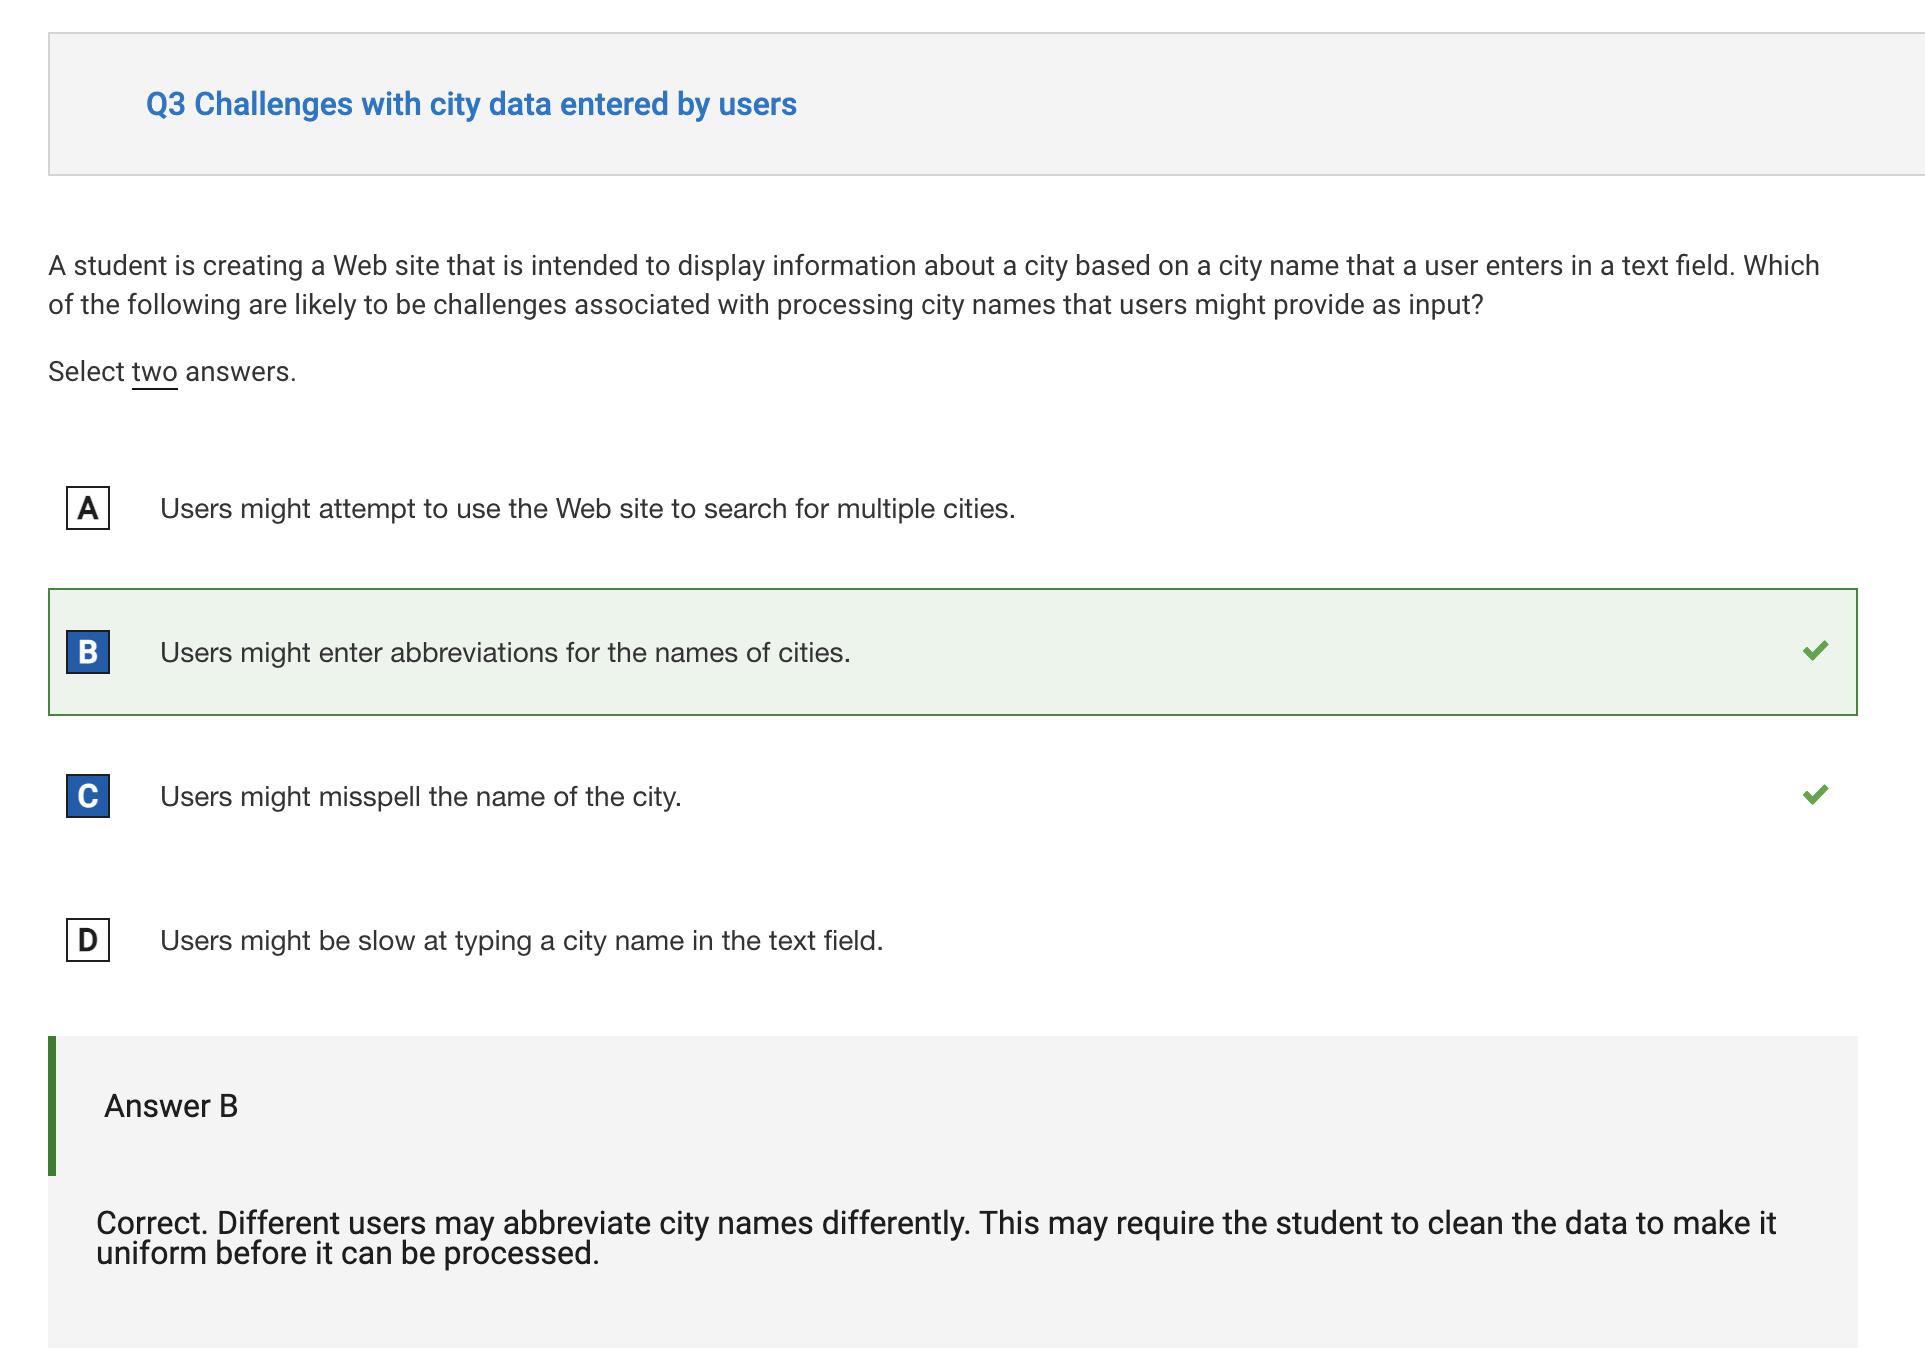 Q3 Challenges with city data entered by users
A student is creating a Web site that is intended to display information about a city based on a city name that a user enters in a text field. Which
of the following are likely to be challenges associated with processing city names that users might provide as input?
Select two answers.
A Users might attempt to use the Web site to search for multiple cities.
B Users might enter abbreviations for the names of cities.
C Users might misspell the name of the city.
D Users might be slow at typing a city name in the text field.
Answer B
Correct. Different users may abbreviate city names differently. This may require the student to clean the data to make it
uniform before it can be processed.